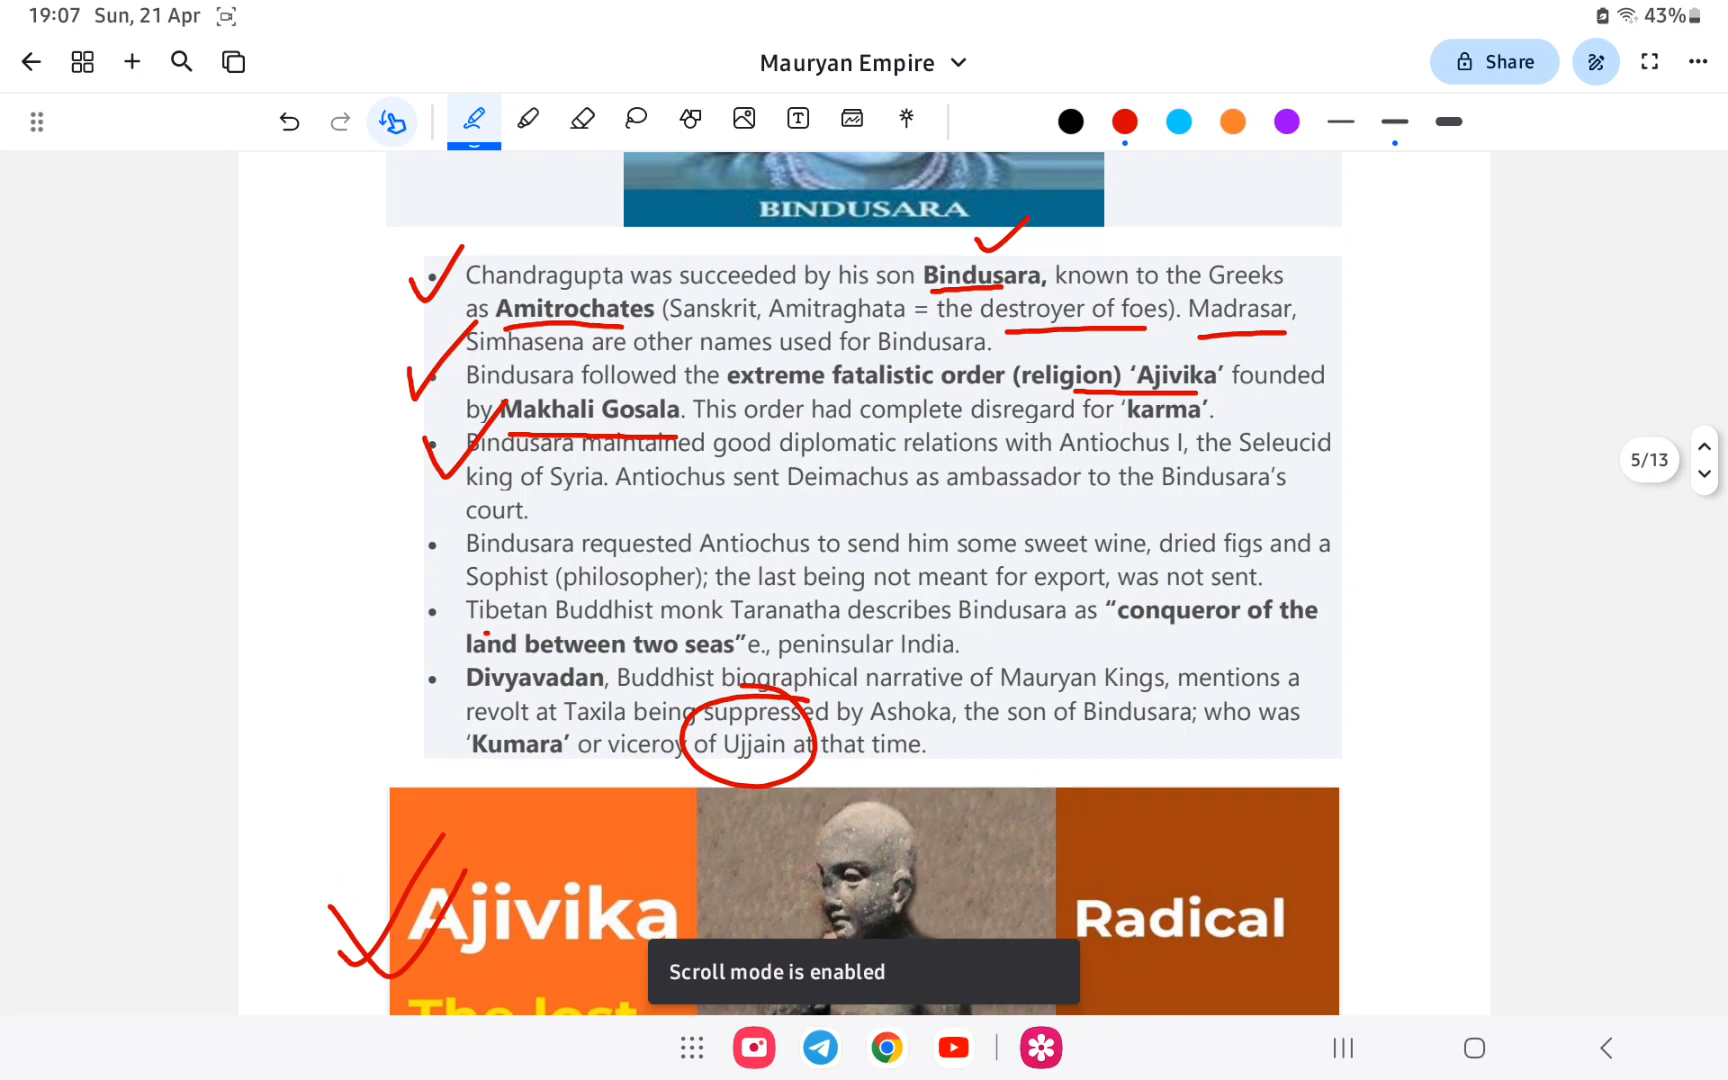 19:07 Sun, 21 Apr
43%
Mauryan Empire
Share
BINDUSARA
Chandragupta was succeeded by his son Bindusara, known to the Greeks
as Amitrochates (Sanskrit, Amitraghata = the destroyer of foes). Madrasar,
Simhasena are other names used for Bindusara.
Bindusara followed the extreme fatalistic order (religion) ‘Ajivika’ founded
by Makhali Gosala. This order had complete disregard for ‘karma’.
Bindusara maintained good diplomatic relations with Antiochus I, the Seleucid
king of Syria. Antiochus sent Deimachus as ambassador to the Bindusara’s
court.
5/13
Bindusara requested Antiochus to send him some sweet wine, dried figs and a
Sophist (philosopher); the last being not meant for export, was not sent.
Tibetan Buddhist monk Taranatha describes Bindusara as “conqueror of the
land between two seas”e., peninsular India.
Divyavadan, Buddhist biographical narrative of Mauryan Kings, mentions a
revolt at Taxila being suppressed by Ashoka, the son of Bindusara; who was
‘Kumara’ or viceroy of Ujjain at that time.
Ajivika
Radical
Scroll mode is enabled
The lost